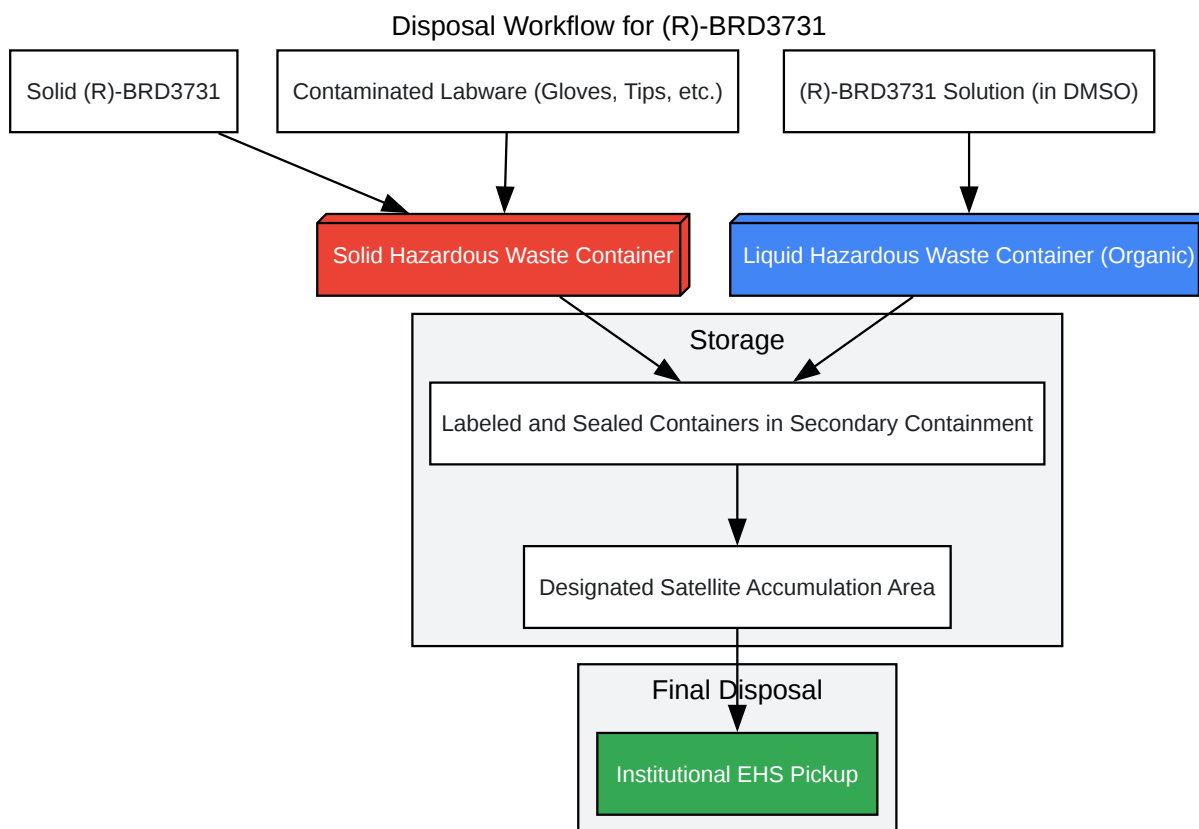 Disposal Workflow for (R)-BRD3731
Solid (R)-BRD3731
Contaminated Labware (Gloves, Tips, etc.)
(R)-BRD3731 Solution (in DMSO)
Solid Hazardous Waste Container
Liquid Hazardous Waste Container (Organic)
Storage
Labeled and Sealed Containers in Secondary Containment
Designated Satellite Accumulation Area
Final Disposal
Institutional EHS Pickup